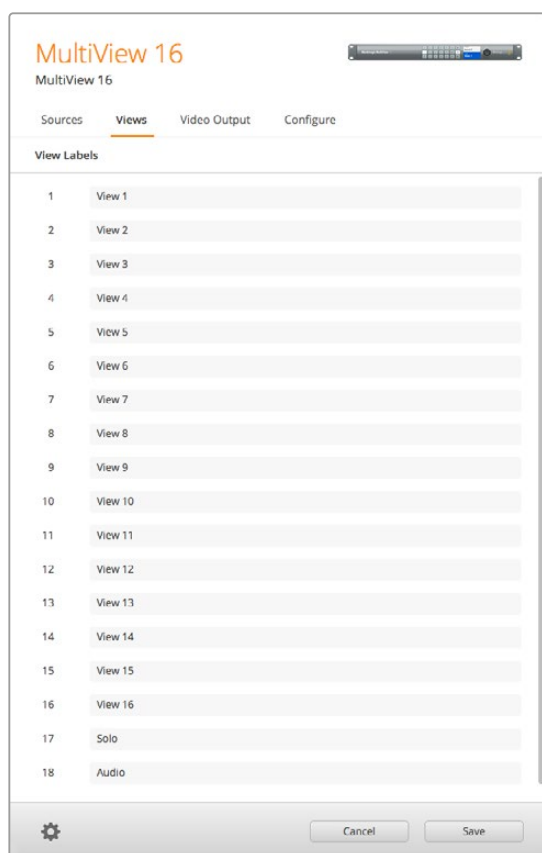 MultiView 16
MultiView 16
Sources Views Video Output Configure
View Labels
1 View 1
2 View 2
3 View 3
4 View 4
5 View 5
6 View 6
7 View 7
8 View 8
9 View 9
10 View 10
11 View 11
12 View 12
13 View 13
14 View 14
15 View 15
16 View 16
17 Solo
18 Audio
Cancel Save